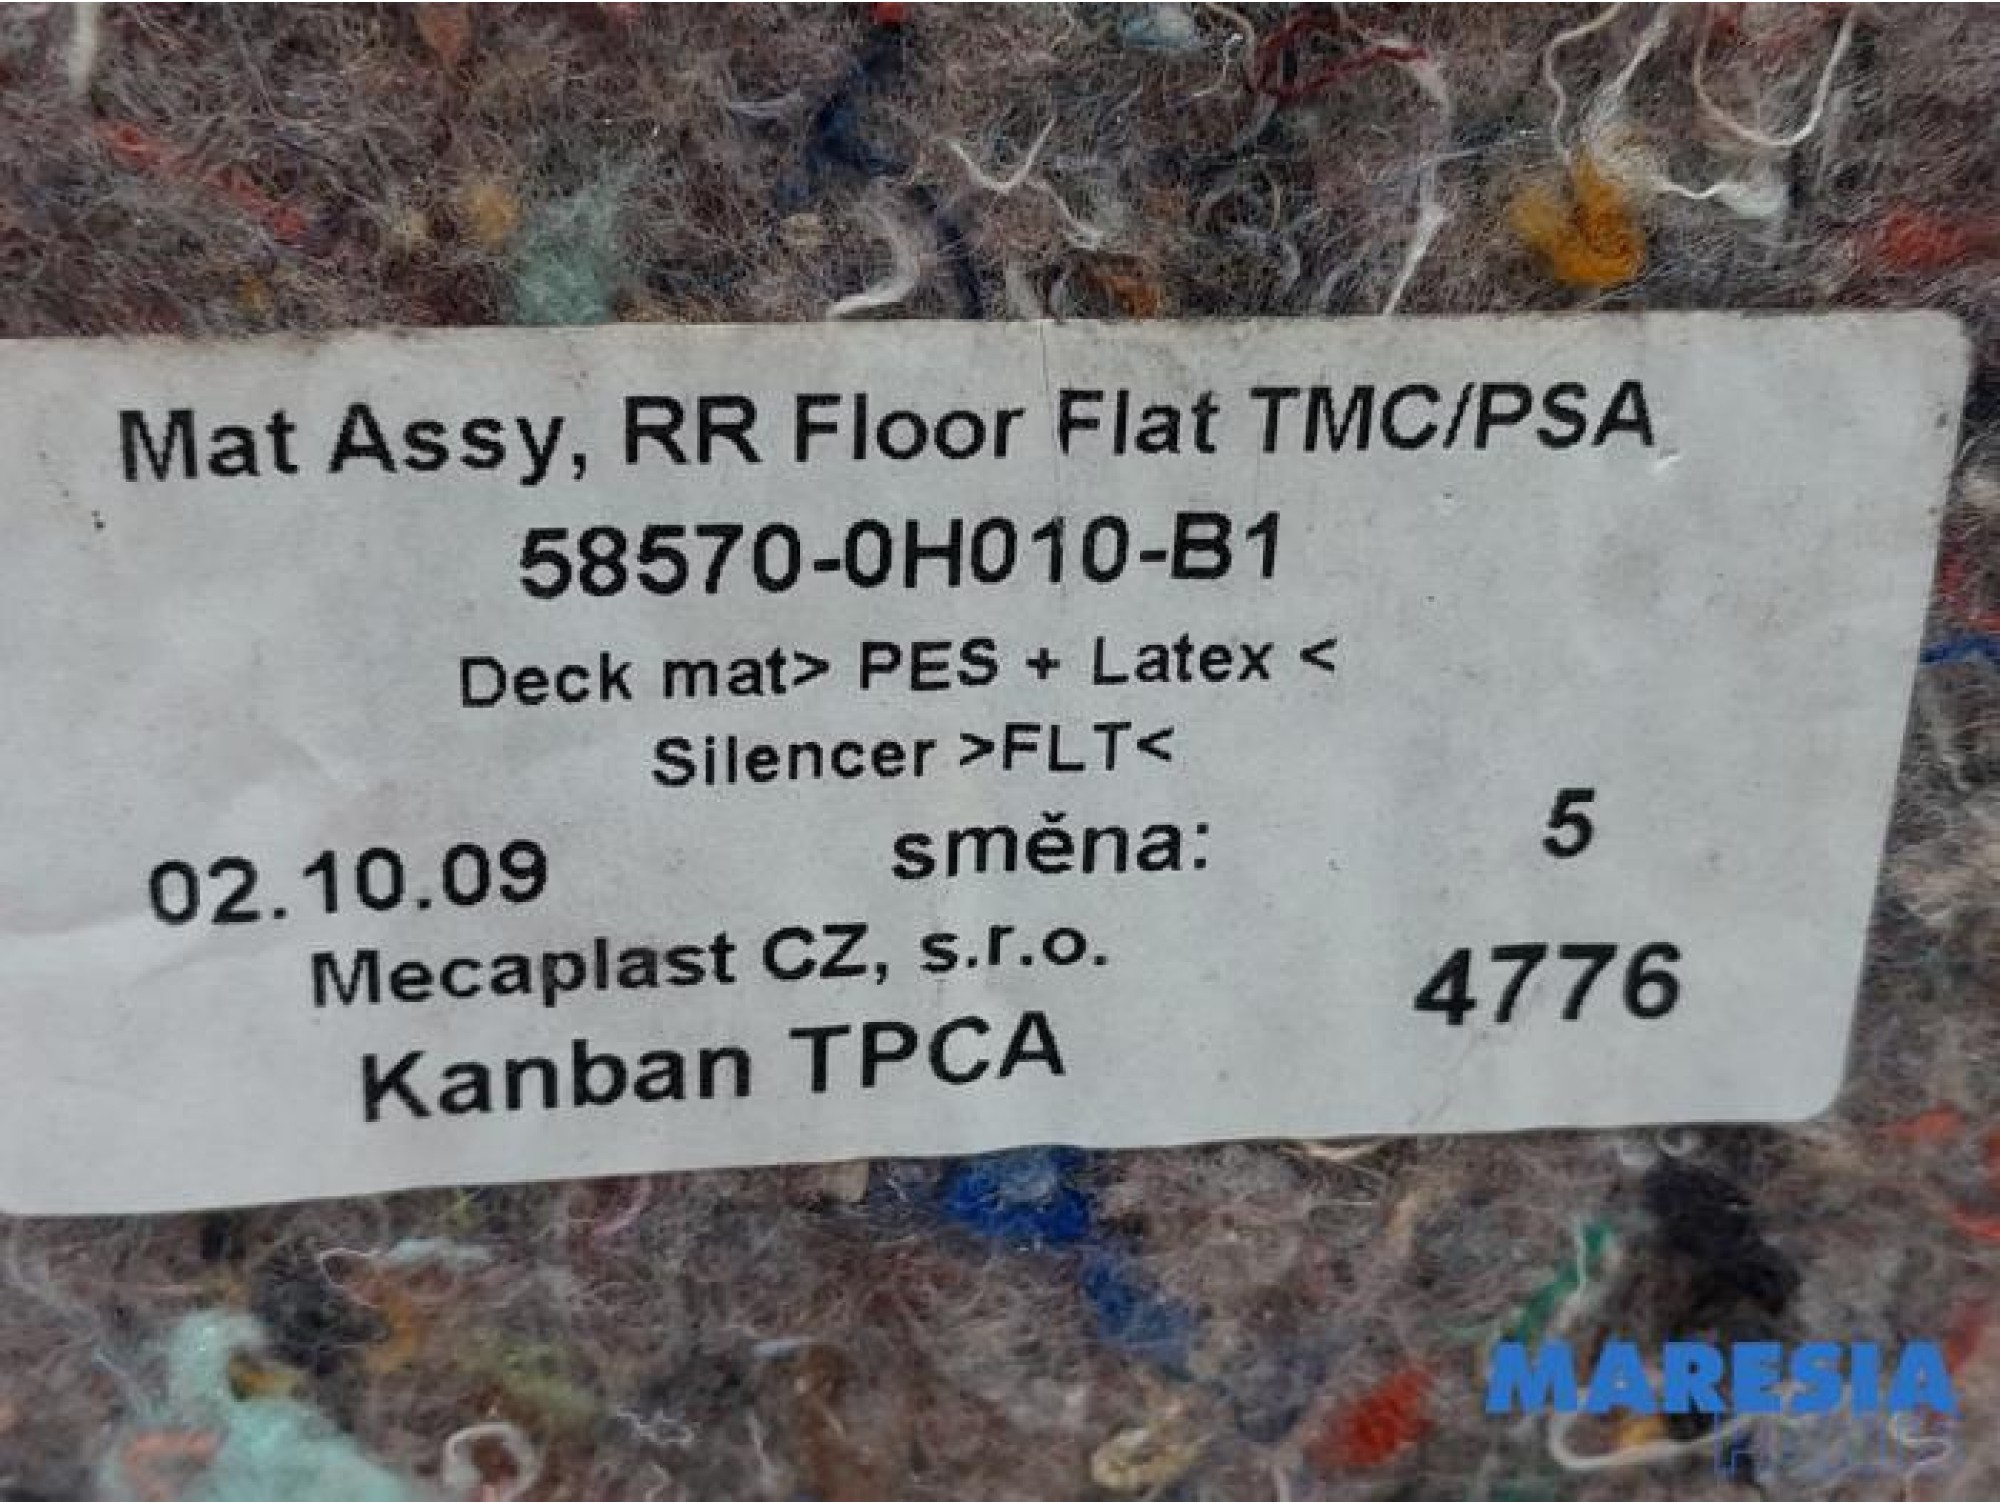 Mat Assy, RR Floor Flat TMC/PSA
58570-0H010-B1
Deck mat> PES + Latex <
Silencer >FLT<
02.10.09 směna: 5
Mecaplast CZ, s.r.o. 4776
Kanban TPCA
MARESIA